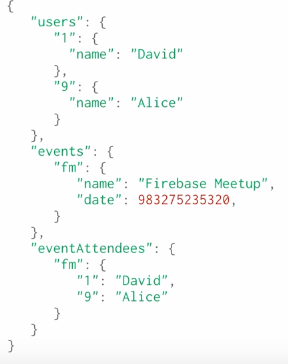 {
"users": {
"1": {
"name": "David"
},
"9": {
"name": "Alice"
}
},
"events": {
"fm": {
"name": "Firebase Meetup",
"date": 983275235320,
}
},
"eventAttendees": {
"fm": {
"1": "David",
"9": "Alice"
}
}
}